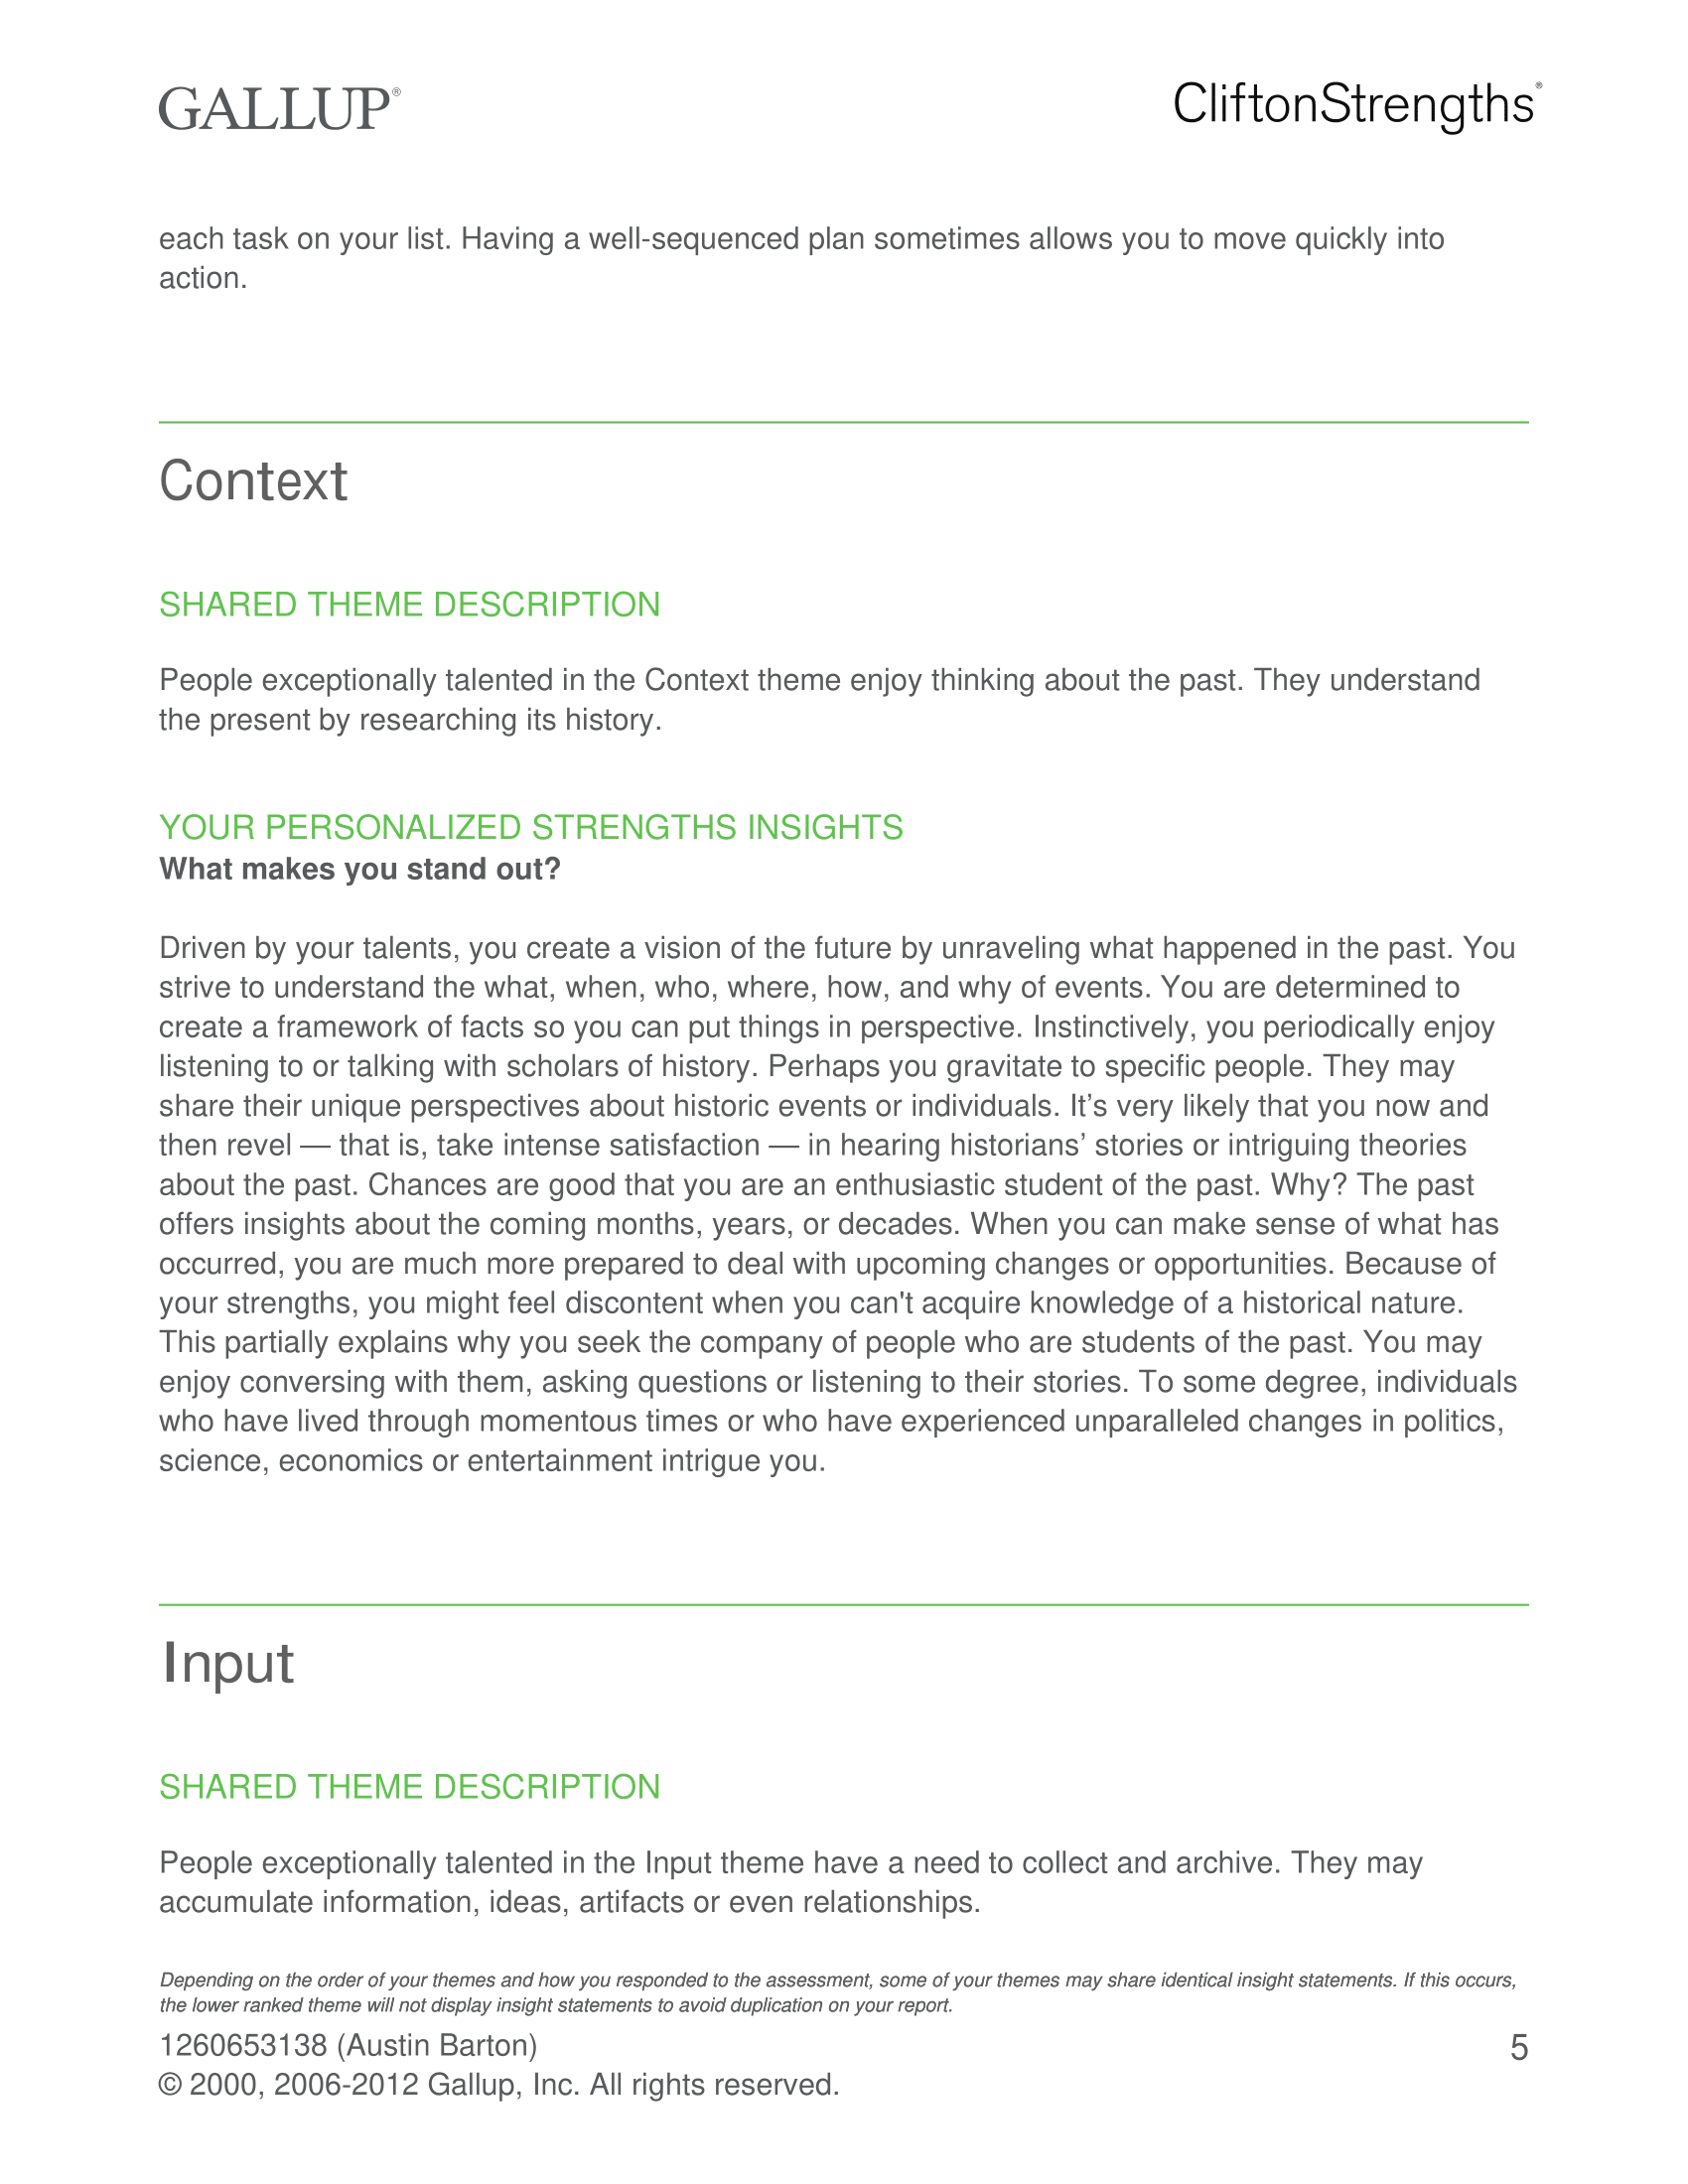 GALLUP®
CliftonStrengths®
each task on your list. Having a well-sequenced plan sometimes allows you to move quickly into
action.
Context
SHARED THEME DESCRIPTION
People exceptionally talented in the Context theme enjoy thinking about the past. They understand
the present by researching its history.
YOUR PERSONALIZED STRENGTHS INSIGHTS
What makes you stand out?
Driven by your talents, you create a vision of the future by unraveling what happened in the past. You
strive to understand the what, when, who, where, how, and why of events. You are determined to
create a framework of facts so you can put things in perspective. Instinctively, you periodically enjoy
listening to or talking with scholars of history. Perhaps you gravitate to specific people. They may
share their unique perspectives about historic events or individuals. It’s very likely that you now and
then revel — that is, take intense satisfaction — in hearing historians’ stories or intriguing theories
about the past. Chances are good that you are an enthusiastic student of the past. Why? The past
offers insights about the coming months, years, or decades. When you can make sense of what has
occurred, you are much more prepared to deal with upcoming changes or opportunities. Because of
your strengths, you might feel discontent when you can't acquire knowledge of a historical nature.
This partially explains why you seek the company of people who are students of the past. You may
enjoy conversing with them, asking questions or listening to their stories. To some degree, individuals
who have lived through momentous times or who have experienced unparalleled changes in politics,
science, economics or entertainment intrigue you.
Input
SHARED THEME DESCRIPTION
People exceptionally talented in the Input theme have a need to collect and archive. They may
accumulate information, ideas, artifacts or even relationships.
Depending on the order of your themes and how you responded to the assessment, some of your themes may share identical insight statements. If this occurs,
the lower ranked theme will not display insight statements to avoid duplication on your report.
1260653138 (Austin Barton)
5
© 2000, 2006-2012 Gallup, Inc. All rights reserved.